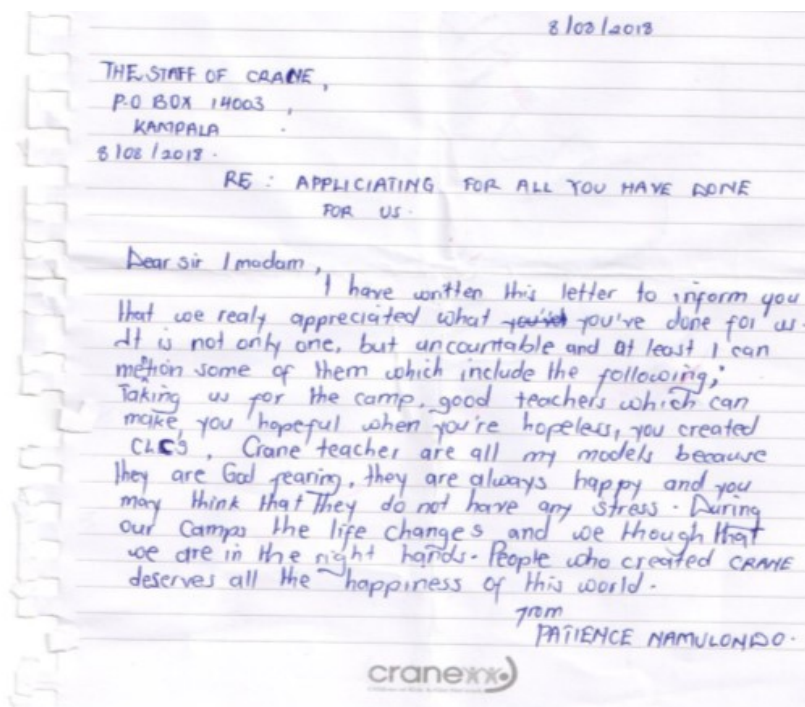 8/08/2018
THE STAFF OF CRANE,
P.O BOX 14003,
KAMPALA.
8/08/2018.
RE: APPLICIATING FOR ALL YOU HAVE DONE
FOR US.
Dear sir / madam,
I have written this letter to inform you
that we realy appreciated what you've done for us.
It is not only one, but uncountable and at least I can
mention some of them which include the following;
Taking us for the camp, good teachers which can
make you hopeful when you're hopeless, you created
CLC'S, Crane teacher are all my models because
they are God fearing, they are always happy and you
may think that They do not have any stress. During
our Camps the life changes and we though that
we are in the right hands. People who created CRANE
deserves all the happiness of this world.
from
PATIENCE NAMULONDO.
crane